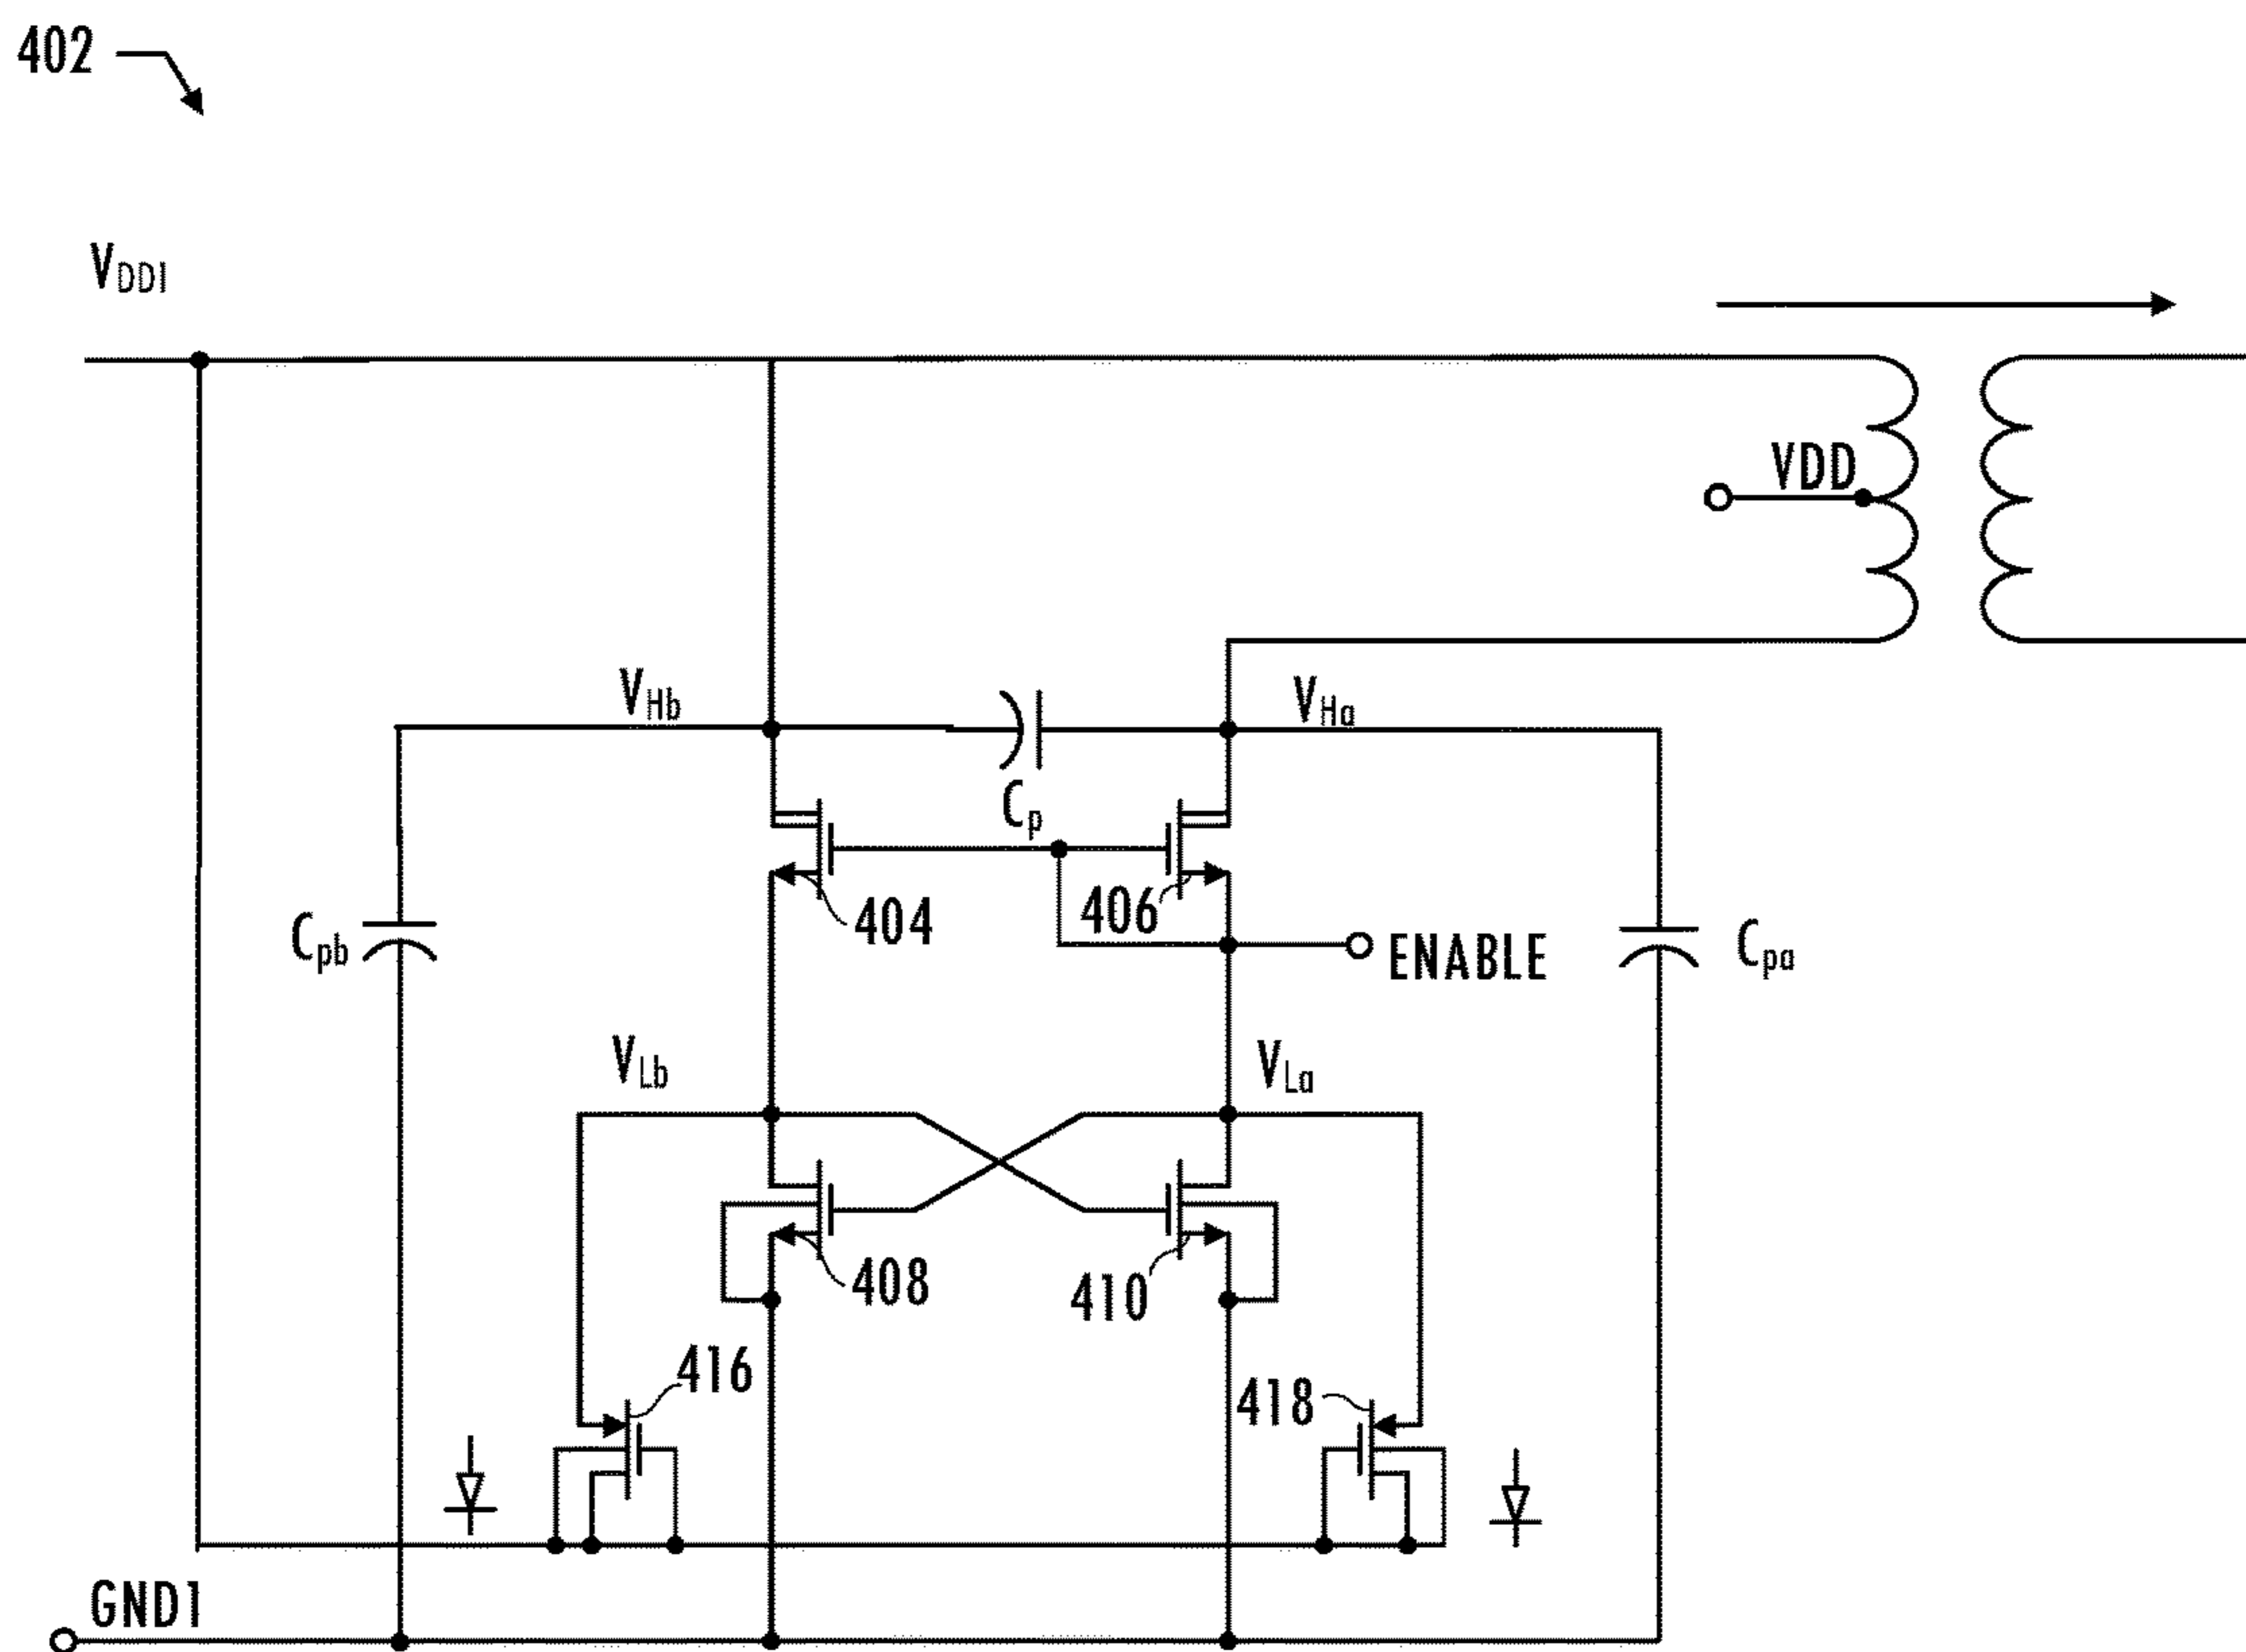 402
VDD1
VDD
VHb
VHa
Cp
404
406
Cpb
ENABLE
Cpa
VLb
VLa
408
410
416
418
GND1